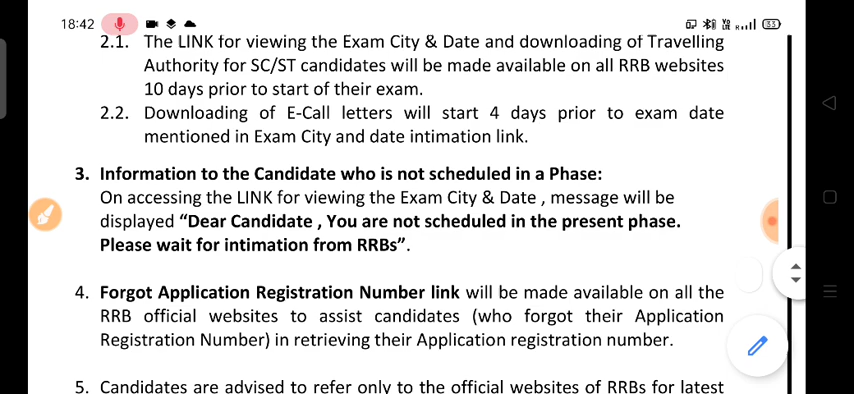 18:42
33
2.1. The LINK for viewing the Exam City & Date and downloading of Travelling
Authority for SC/ST candidates will be made available on all RRB websites
10 days prior to start of their exam.
2.2. Downloading of E-Call letters will start 4 days prior to exam date
mentioned in Exam City and date intimation link.
3. Information to the Candidate who is not scheduled in a Phase:
On accessing the LINK for viewing the Exam City & Date , message will be
displayed “Dear Candidate , You are not scheduled in the present phase.
Please wait for intimation from RRBs”.
4. Forgot Application Registration Number link will be made available on all the
RRB official websites to assist candidates (who forgot their Application
Registration Number) in retrieving their Application registration number.
5. Candidates are advised to refer only to the official websites of RRBs for latest